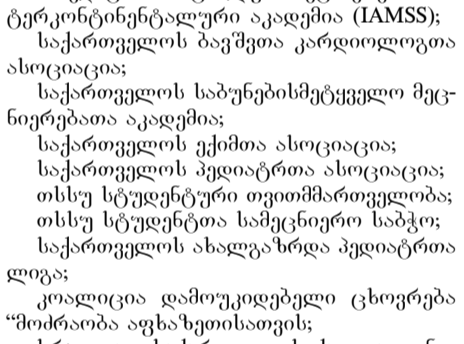 ტერკონტინენტალური აკადემია (IAMSS);
საქართველოს ბავშვთა კარდიოლოგთა
ასოციაცია;
საქართველოს საბუნებისმეტყველო მეც-
ნიერებათა აკადემია;
საქართველოს ექიმთა ასოციაცია;
საქართველოს პედიატრთა ასოციაცია;
თსსუ სტუდენტური თვითმმართველობა;
თსსუ სტუდენტთა სამეცნიერო საბჭო;
საქართველოს ახალგაზრდა პედიატრთა
ლიგა;
კოალიცია დამოუკიდებელი ცხოვრება
“მოძრაობა აფხაზეთისათვის;